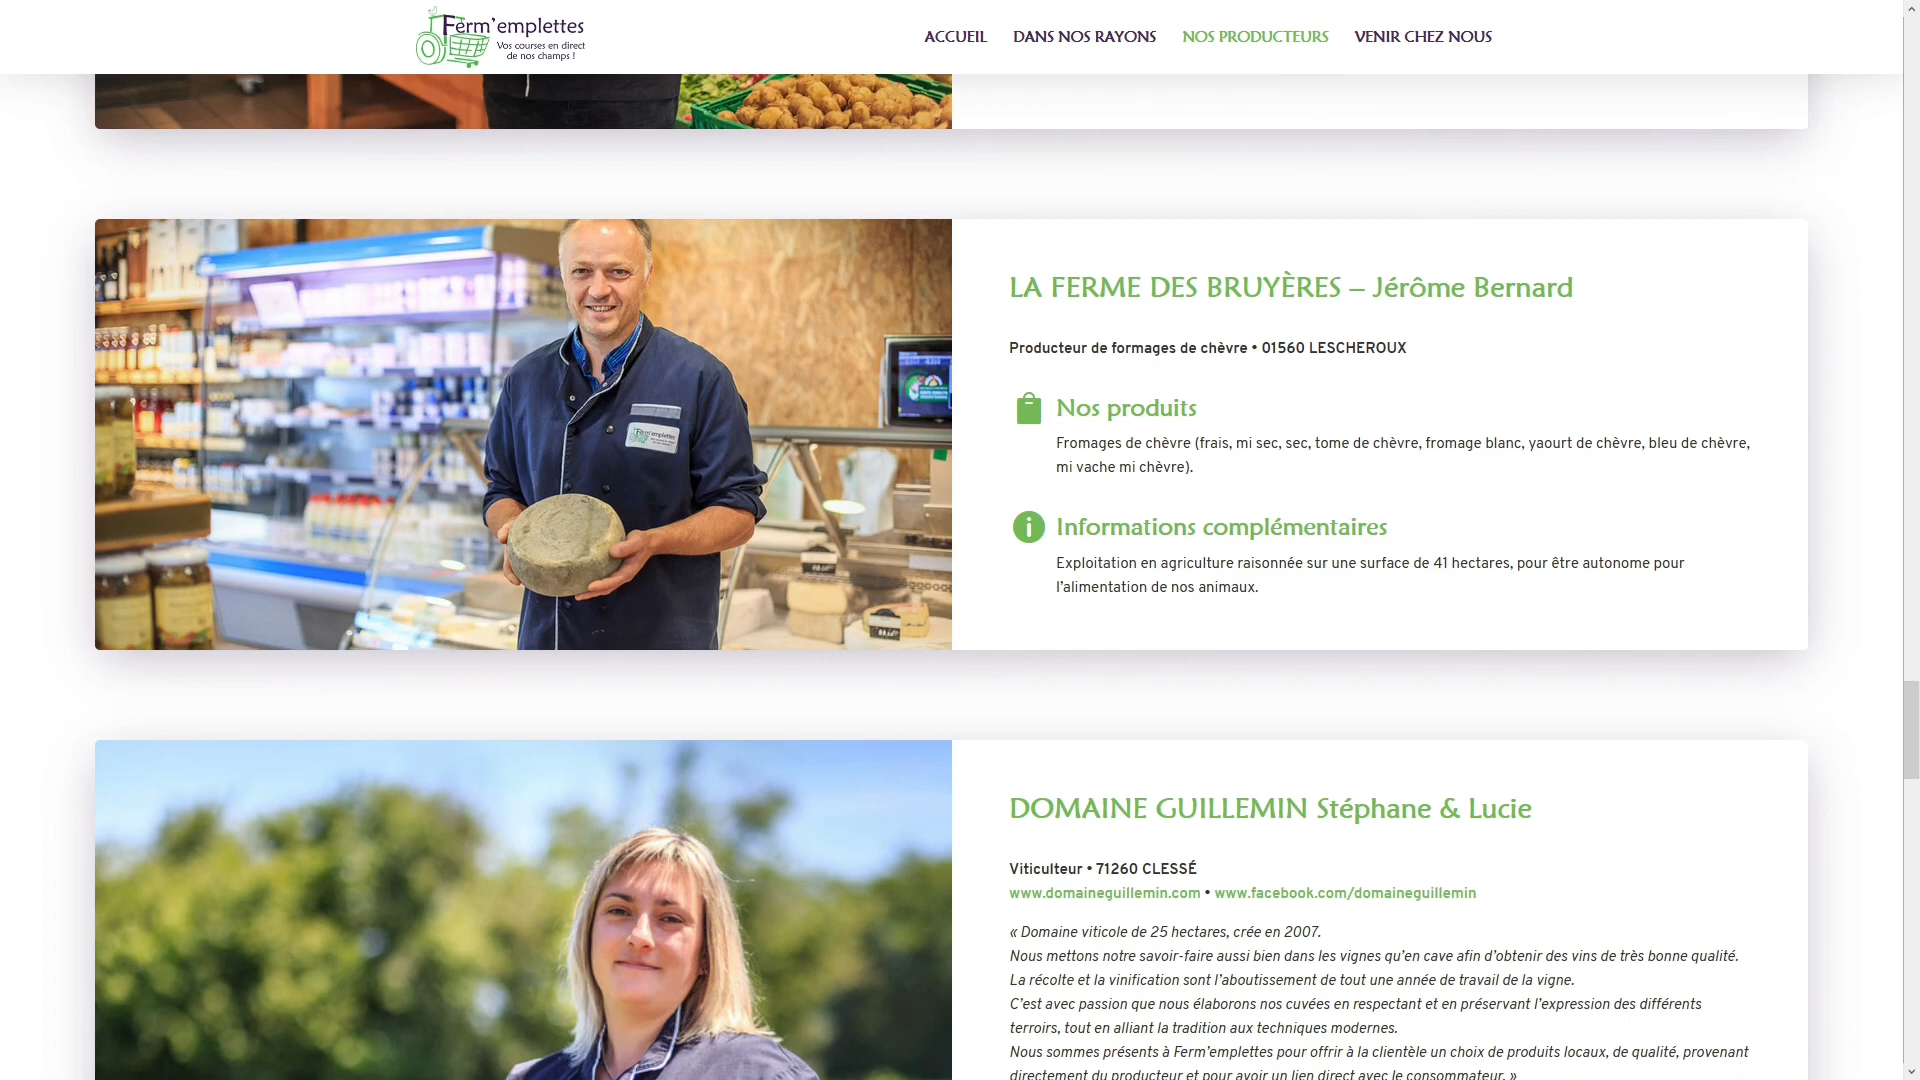 Ferm'emplettes
Vos courses en direct
de nos champs !
ACCUEIL
DANS NOS RAYONS
NOS PRODUCTEURS
VENIR CHEZ NOUS
LA FERME DES BRUYÈRES – Jérôme Bernard
Producteur de formages de chèvre • 01560 LESCHEROUX
Nos produits
Fromages de chèvre (frais, mi sec, sec, tome de chèvre, fromage blanc, yaourt de chèvre, bleu de chèvre,
mi vache mi chèvre).
Informations complémentaires
Exploitation en agriculture raisonnée sur une surface de 41 hectares, pour être autonome pour
l’alimentation de nos animaux.
Ferm'emplettes
DOMAINE GUILLEMIN Stéphane & Lucie
Viticulteur • 71260 CLESSÉ
www.domaineguillemin.com • www.facebook.com/domaineguillemin
« Domaine viticole de 25 hectares, crée en 2007.
Nous mettons notre savoir-faire aussi bien dans les vignes qu’en cave afin d’obtenir des vins de très bonne qualité.
La récolte et la vinification sont l’aboutissement de tout une année de travail de la vigne.
C’est avec passion que nous élaborons nos cuvées en respectant et en préservant l’expression des différents
terroirs, tout en alliant la tradition aux techniques modernes.
Nous sommes présents à Ferm’emplettes pour offrir à la clientèle un choix de produits locaux, de qualité, provenant
directement du producteur et pour avoir un lien direct avec le consommateur. »